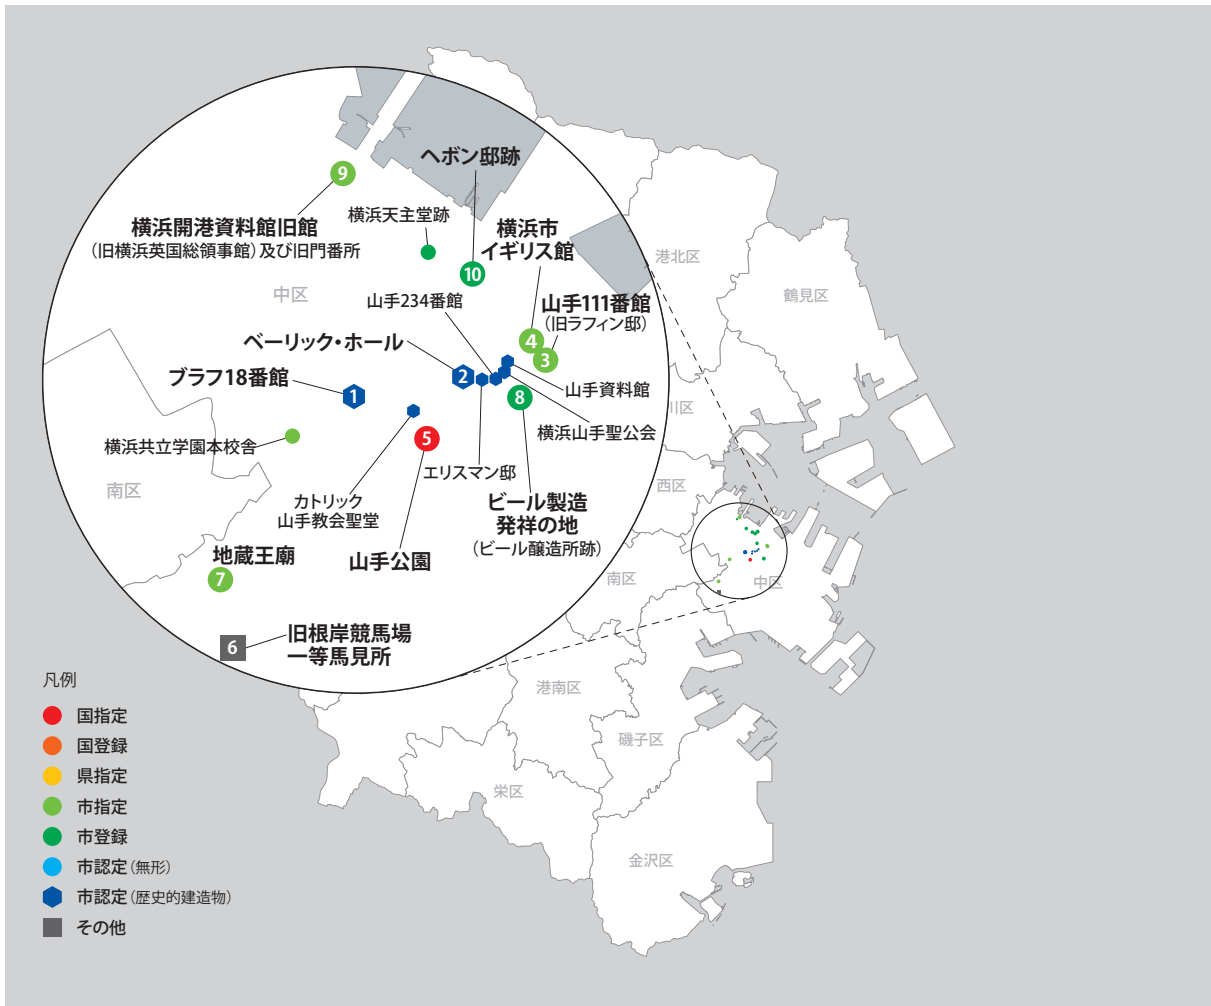 ヘボン邸跡
9
横浜天主堂跡
横浜開港資料館旧館
（旧横浜英国総領事館）及び旧門番所
横浜市
イギリス館
10
中区
山手234番館
山手111番館
（旧ラフィン邸）
4
3
ベーリック・ホール
ブラフ18番館
2
1
山手資料館
8
横浜山手聖公会
5
横浜共立学園本校舎
エリスマン邸
南区
カトリック
山手教会聖堂
ビール製造
発祥の地
（ビール醸造所跡）
山手公園
地蔵王廟
7
6
旧根岸競馬場
一等馬見所
港北区
鶴見区
川区
西区
南区
中区
港南区
磯子区
栄区
金沢区
凡例
国指定
国登録
県指定
市指定
市登録
市認定（無形）
市認定（歴史的建造物）
その他